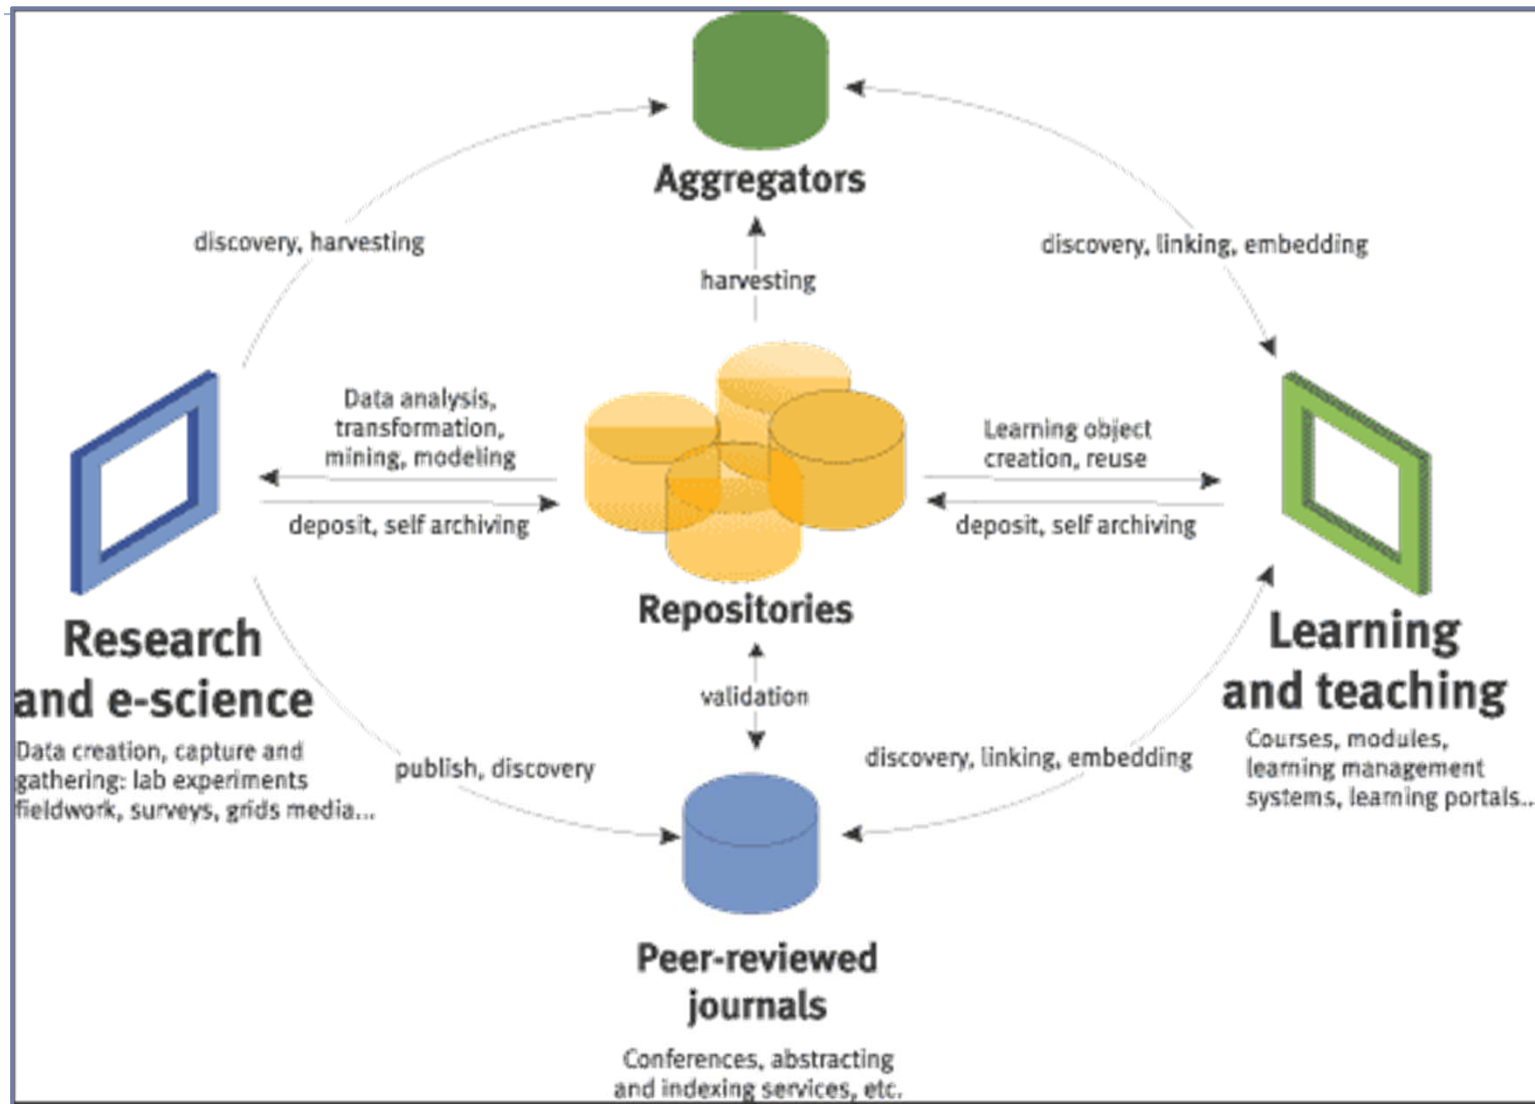 Aggregators
discovery, harvesting
discovery, linking, embedding
harvesting
Data analysis,
transformation,
mining, modeling
deposit, self archiving
Learning object
creation, reuse
deposit, self archiving
Repositories
Research
and e-science
Data creation, capture and
gathering: lab experiments
fieldwork, surveys, grids media...
Learning
and teaching
Courses, modules,
learning management
systems, learning portals...
validation
publish, discovery
discovery, linking, embedding
Peer-reviewed
journals
Conferences, abstracting
and indexing services, etc.